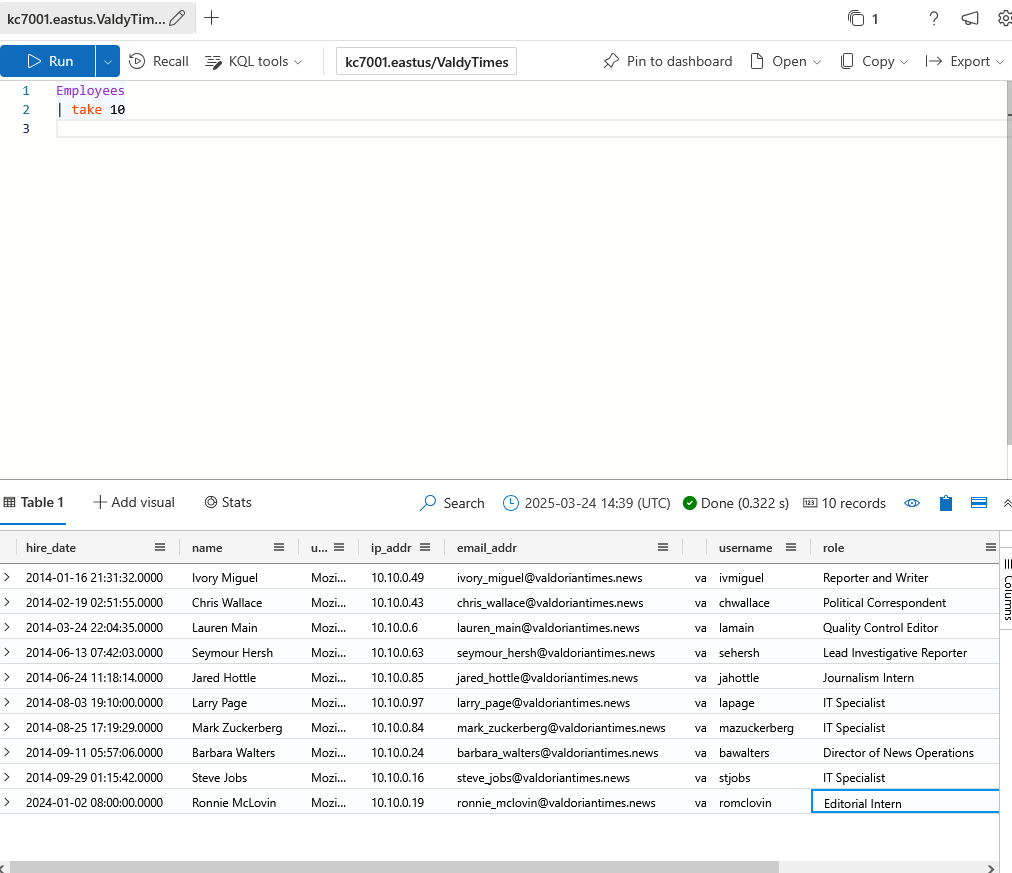 kc7001.eastus.ValdyTim... 1 ?
Run Recall KQL tools kc7001.eastus/ValdyTimes Pin to dashboard Open Copy Export
1 Employees
2 | take 10
3
Table 1 Add visual Stats Search 2025-03-24 14:39 (UTC) Done (0.322 s) 10 records
hire_date name u... ip_addr email_addr username role
2014-01-16 21:31:32.0000 Ivory Miguel Mozi... 10.10.0.49 ivory_miguel@valdoriantimes.news va ivmiguel Reporter and Writer
2014-02-19 02:51:55.0000 Chris Wallace Mozi... 10.10.0.43 chris_wallace@valdoriantimes.news va chwallace Political Correspondent
2014-03-24 22:04:35.0000 Lauren Main Mozi... 10.10.0.6 lauren_main@valdoriantimes.news va lamain Quality Control Editor
2014-06-13 07:42:03.0000 Seymour Hersh Mozi... 10.10.0.63 seymour_hersh@valdoriantimes.news va sehersh Lead Investigative Reporter
2014-06-24 11:18:14.0000 Jared Hottle Mozi... 10.10.0.85 jared_hottle@valdoriantimes.news va jahottle Journalism Intern
2014-08-03 19:10:00.0000 Larry Page Mozi... 10.10.0.97 larry_page@valdoriantimes.news va lapage IT Specialist
2014-08-25 17:19:29.0000 Mark Zuckerberg Mozi... 10.10.0.84 mark_zuckerberg@valdoriantimes.news va mazuckerberg IT Specialist
2014-09-11 05:57:06.0000 Barbara Walters Mozi... 10.10.0.24 barbara_walters@valdoriantimes.news va bawalters Director of News Operations
2014-09-29 01:15:42.0000 Steve Jobs Mozi... 10.10.0.16 steve_jobs@valdoriantimes.news va stjobs IT Specialist
2024-01-02 08:00:00.0000 Ronnie McLovin Mozi... 10.10.0.19 ronnie_mclovin@valdoriantimes.news va romclovin Editorial Intern
Columns